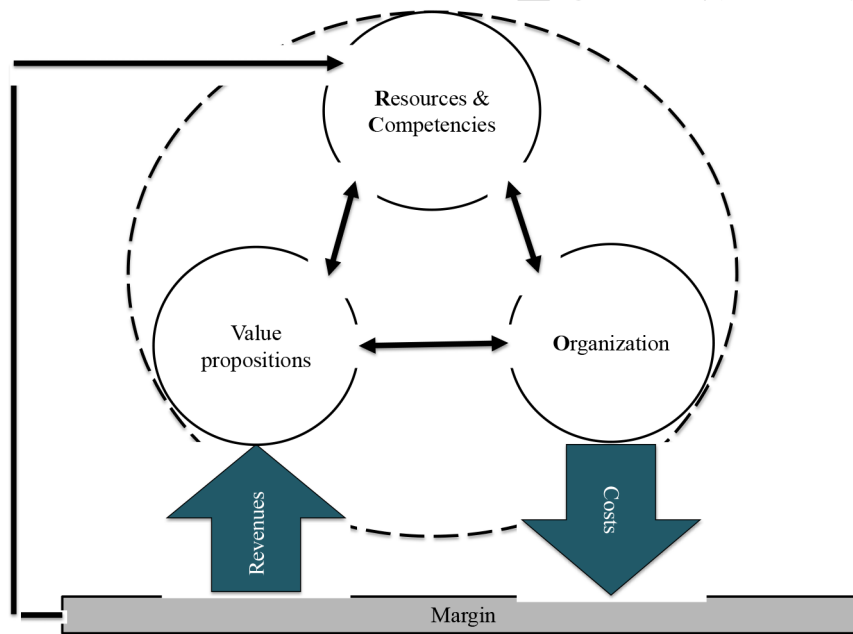 Resources &
Competencies
Value
propositions
Organization
Revenues
Costs
Margin